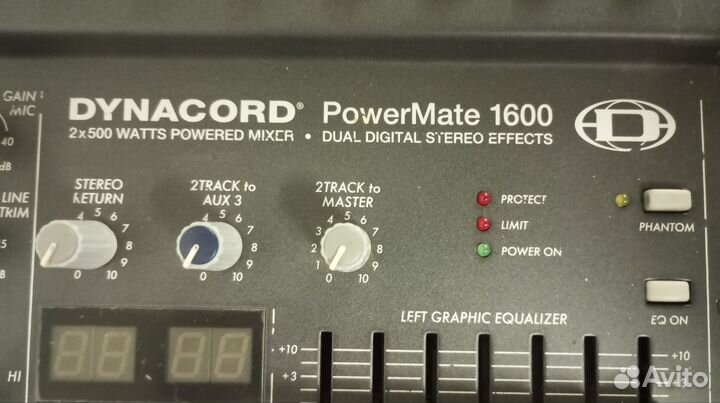 DYNACORD® PowerMate 1600
2x500 WATTS POWERED MIXER • DUAL DIGITAL STEREO EFFECTS
GAIN
MIC
40
dB
LINE
TRIM
STEREO
RETURN
4 5 6
7
8
9
0 10
2TRACK to
AUX 3
4 5 6
3 7
2 8
1 9
0 10
2TRACK to
MASTER
4 5 6
3 7
2 8
1 9
0 10
PROTECT
LIMIT
POWER ON
PHANTOM
EQ ON
LEFT GRAPHIC EQUALIZER
88 88
+10 +10
+3 +3
HI
Avito